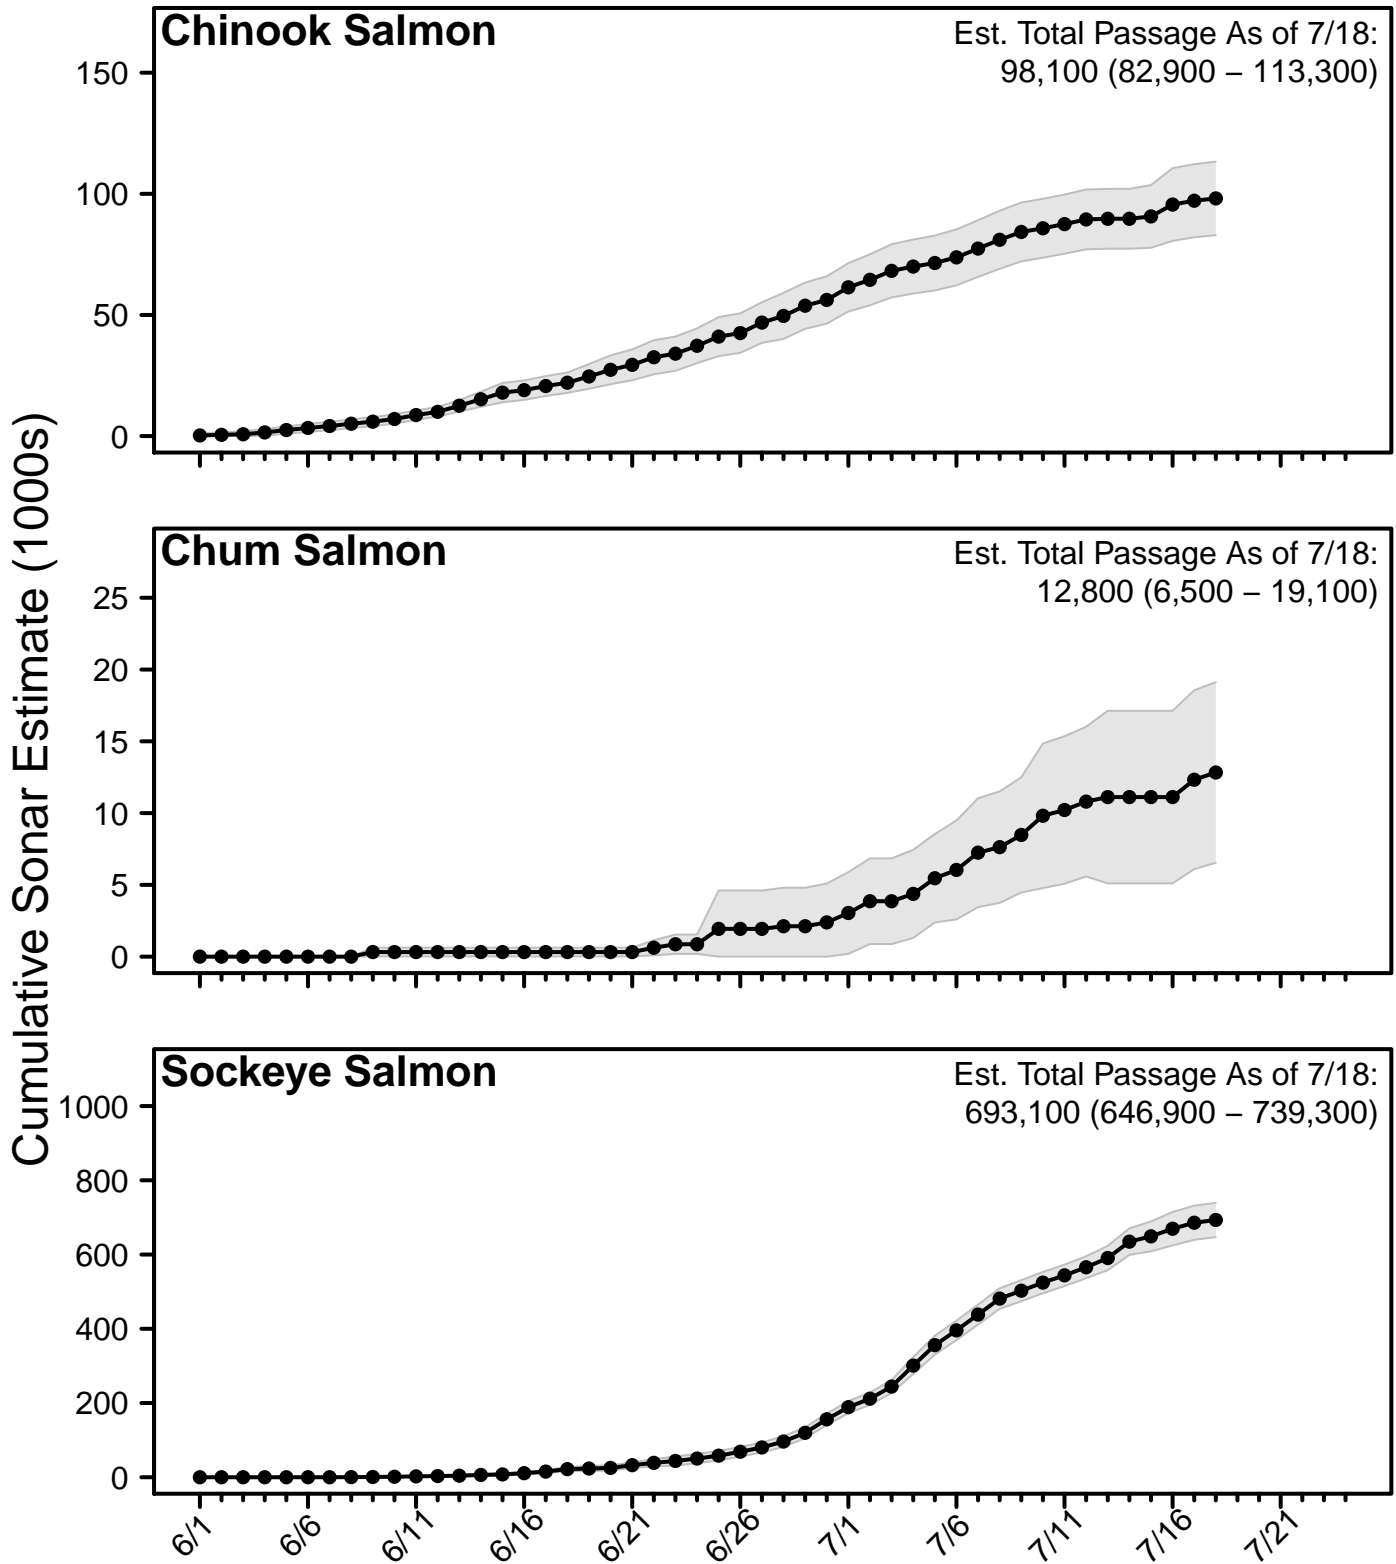 Cumulative Sonar Estimate (1000s)
Chinook Salmon
Est. Total Passage As of 7/18:
98,100 (82,900 – 113,300)
150
100
50
0
Chum Salmon
Est. Total Passage As of 7/18:
12,800 (6,500 – 19,100)
25
20
15
10
5
0
Sockeye Salmon
Est. Total Passage As of 7/18:
693,100 (646,900 – 739,300)
1000
800
600
400
200
0
6/1 6/6 6/11 6/16 6/21 6/26 7/1 7/6 7/11 7/16 7/21